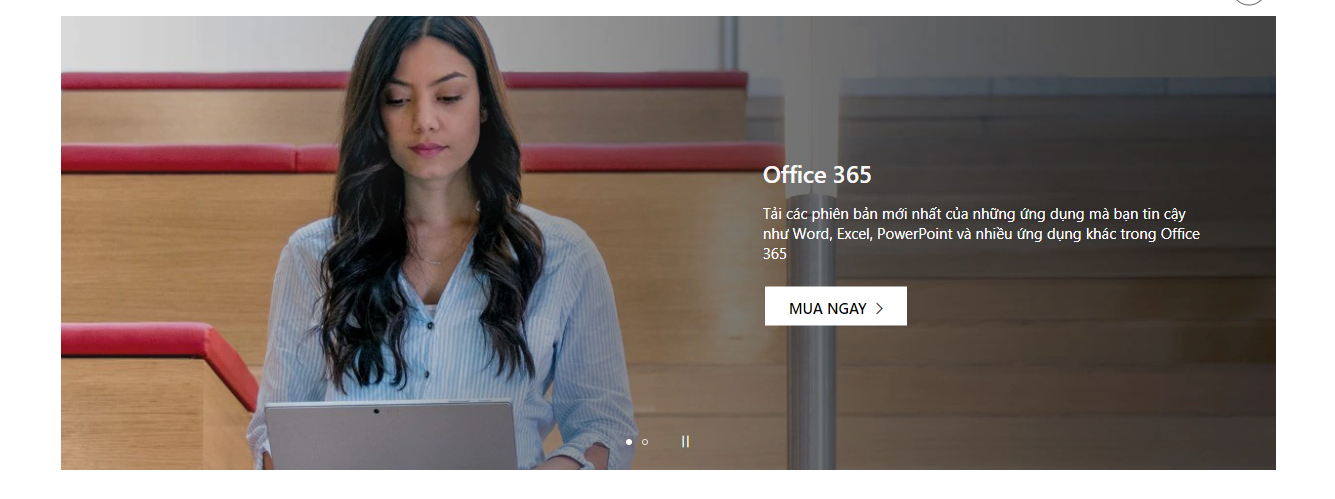 Office 365
Tải các phiên bản mới nhất của những ứng dụng mà bạn tin cậy
như Word, Excel, PowerPoint và nhiều ứng dụng khác trong Office
365
MUA NGAY